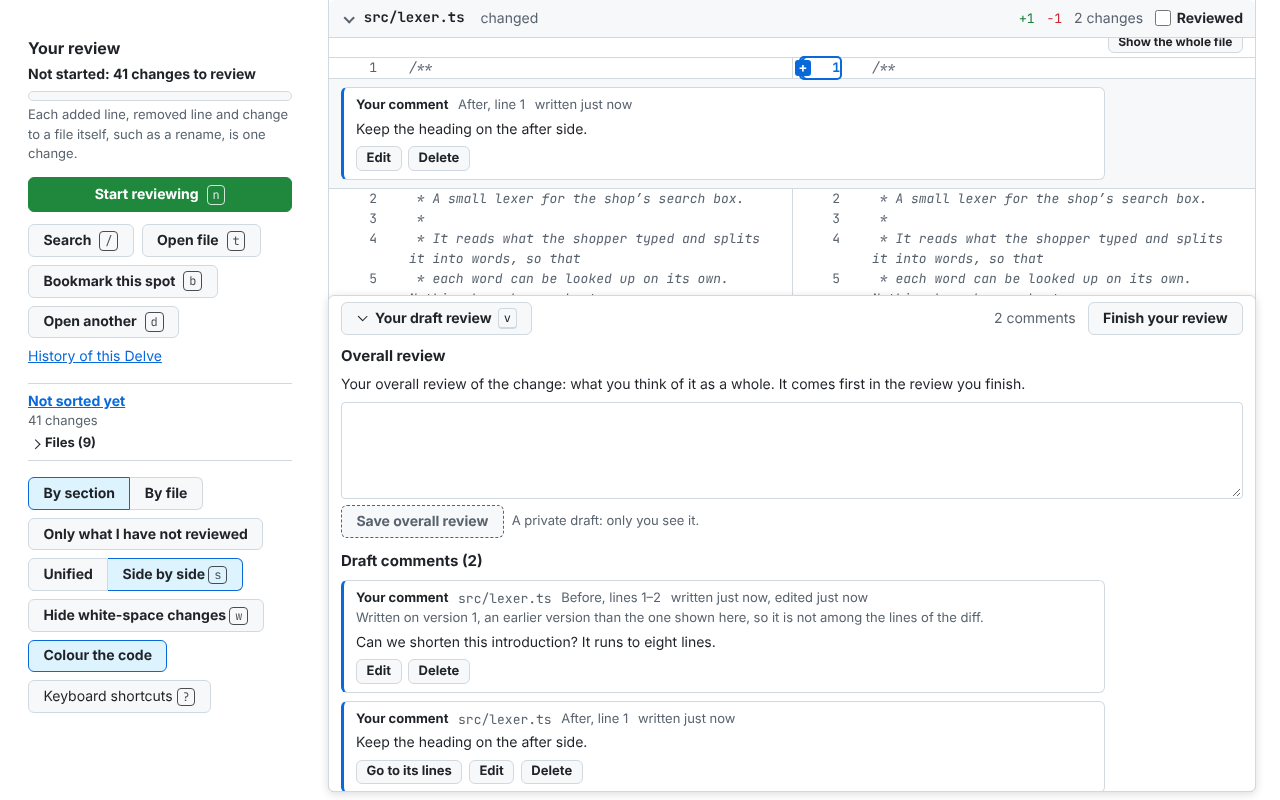 Your review
Not started: 41 changes to review
Each added line, removed line and change
to a file itself, such as a rename, is one
change.
Start reviewing n
Search / Open file t
Bookmark this spot b
Open another d
History of this Delve
Not sorted yet
41 changes
Files (9)
By section By file
Only what I have not reviewed
Unified Side by side s
Hide white-space changes w
Colour the code
Keyboard shortcuts ?
src/lexer.ts changed +1 -1 2 changes Reviewed
Show the whole file
1 /** + 1 /**
Your comment After, line 1 written just now
Keep the heading on the after side.
Edit Delete
2 * A small lexer for the shop’s search box. 2 * A small lexer for the shop’s search box.
3 * 3 *
4 * It reads what the shopper typed and splits 4 * It reads what the shopper typed and splits
it into words, so that it into words, so that
5 * each word can be looked up on its own. 5 * each word can be looked up on its own.
Your draft review v 2 comments Finish your review
Overall review
Your overall review of the change: what you think of it as a whole. It comes first in the review you finish.
Save overall review A private draft: only you see it.
Draft comments (2)
Your comment src/lexer.ts Before, lines 1–2 written just now, edited just now
Written on version 1, an earlier version than the one shown here, so it is not among the lines of the diff.
Can we shorten this introduction? It runs to eight lines.
Edit Delete
Your comment src/lexer.ts After, line 1 written just now
Keep the heading on the after side.
Go to its lines Edit Delete